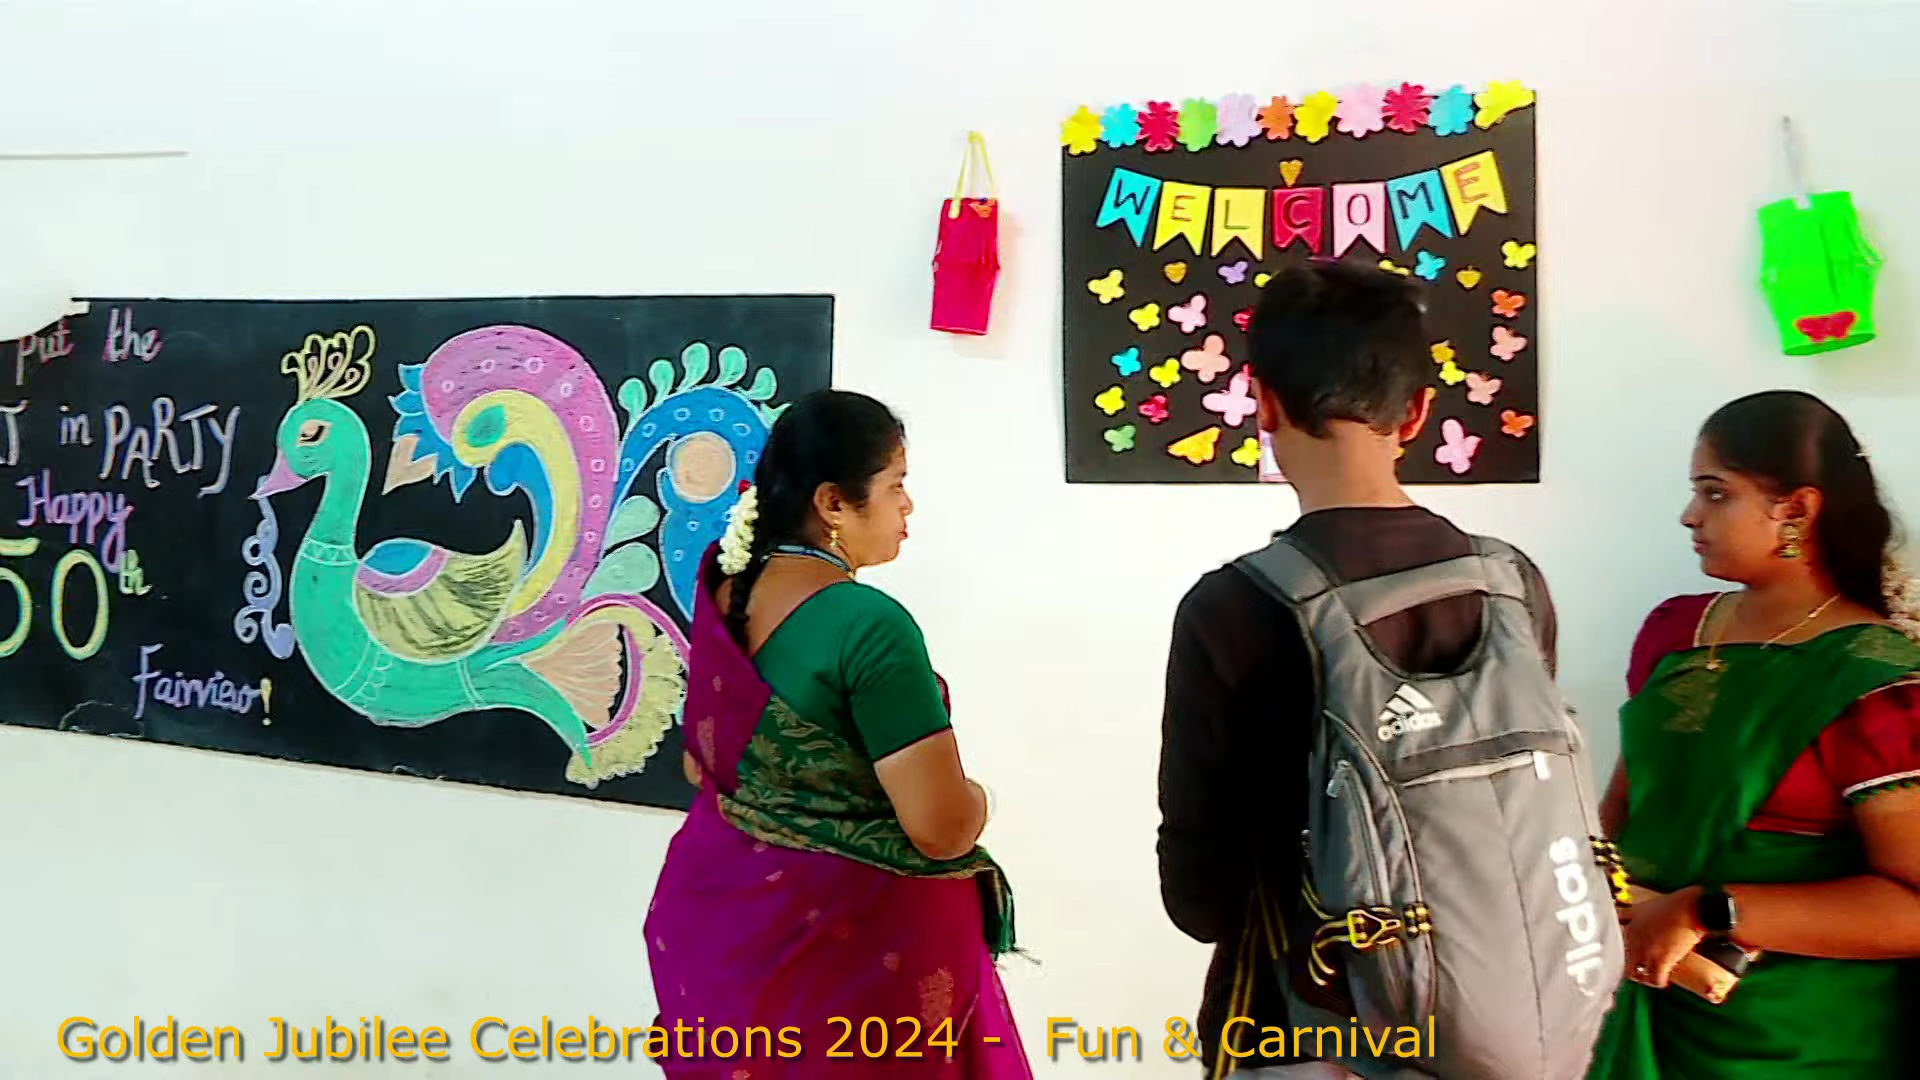 put the
in PARTY
Happy
50th
Fairview!
WELCOME
adidas
adidas
Golden Jubilee Celebrations 2024 - Fun & Carnival